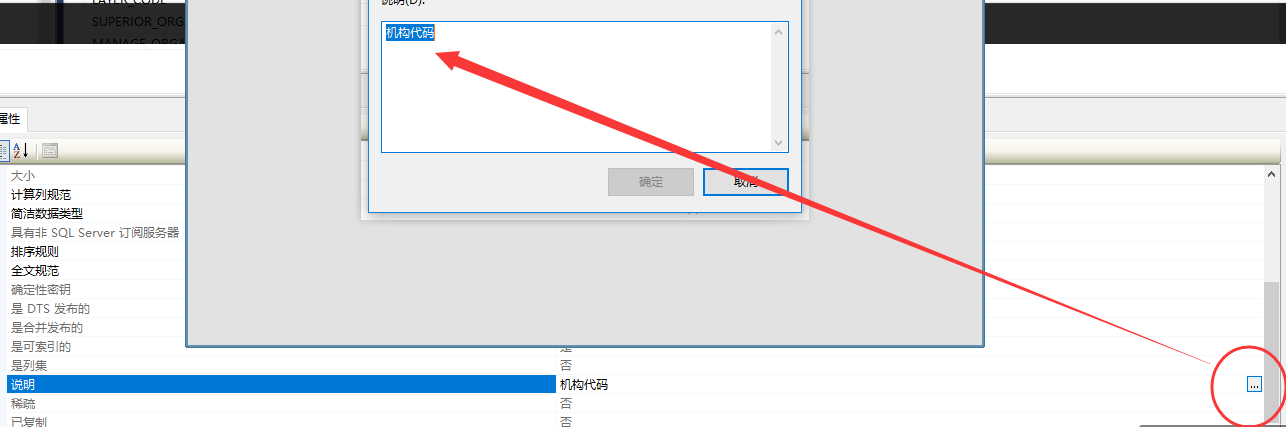 LAYER_CODE
SUPERIOR_ORGA
MANAGE_ORGA
说明(D):
机构代码
确定
取消
属性
大小
计算列规范
简洁数据类型
具有非 SQL Server 订阅服务器
排序规则
全文规范
确定性密钥
是 DTS 发布的
是合并发布的
是可索引的 是
是列集 否
说明 机构代码 ...
稀疏 否
已复制 否